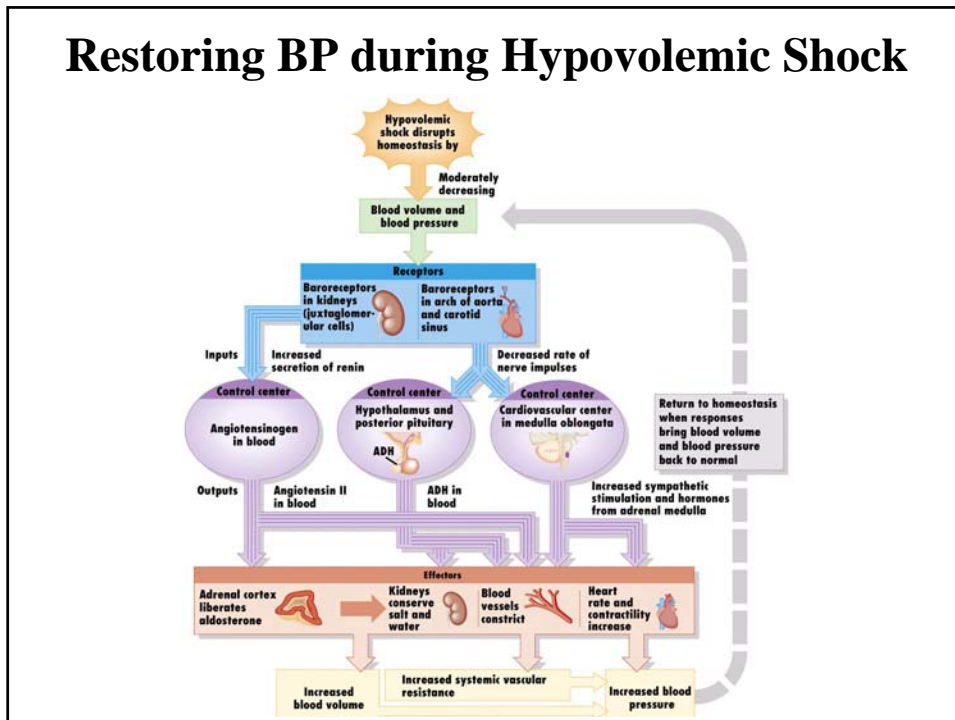 Restoring BP during Hypovolemic Shock
Hypovolemic
shock disrupts
homeostasis by
Moderately
decreasing
Blood volume and
blood pressure
Receptors
Baroreceptors
in kidneys
(juxtaglomer-
ular cells)
Baroreceptors
in arch of aorta
and carotid
sinus
Inputs
Increased
secretion of renin
Decreased rate of
nerve impulses
Control center
Angiotensinogen
in blood
Control center
Hypothalamus and
posterior pituitary
ADH
Control center
Cardiovascular center
in medulla oblongata
Return to homeostasis
when responses
bring blood volume
and blood pressure
back to normal
Outputs
Angiotensin II
in blood
ADH in
blood
Increased sympathetic
stimulation and hormones
from adrenal medulla
Effectors
Adrenal cortex
liberates
aldosterone
Kidneys
conserve
salt and
water
Blood
vessels
constrict
Heart
rate and
contractility
increase
Increased
blood volume
Increased systemic vascular
resistance
Increased blood
pressure